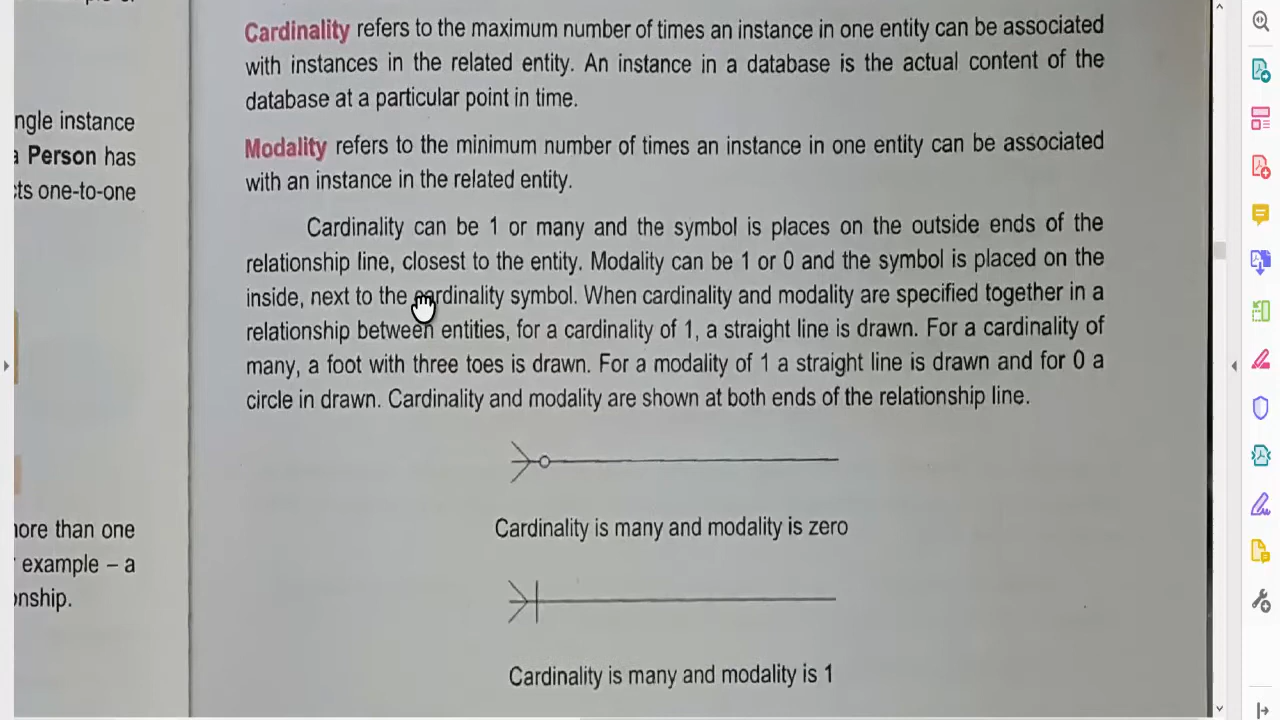 ngle instance
a Person has
cts one-to-one
ore than one
example – a
onship.
Cardinality refers to the maximum number of times an instance in one entity can be associated
with instances in the related entity. An instance in a database is the actual content of the
database at a particular point in time.
Modality refers to the minimum number of times an instance in one entity can be associated
with an instance in the related entity.
Cardinality can be 1 or many and the symbol is places on the outside ends of the
relationship line, closest to the entity. Modality can be 1 or 0 and the symbol is placed on the
inside, next to the cardinality symbol. When cardinality and modality are specified together in a
relationship between entities, for a cardinality of 1, a straight line is drawn. For a cardinality of
many, a foot with three toes is drawn. For a modality of 1 a straight line is drawn and for 0 a
circle in drawn. Cardinality and modality are shown at both ends of the relationship line.
Cardinality is many and modality is zero
Cardinality is many and modality is 1